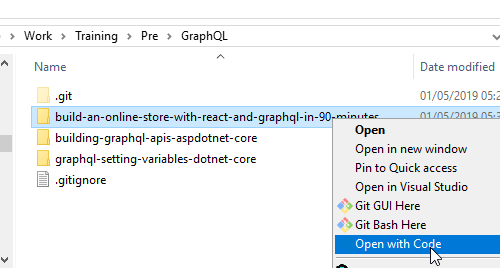 Work > Training > Pre > GraphQL
Name Date modified
.git 01/05/2019 05:2
build-an-online-store-with-react-and-graphql-in-90-minutes 01/05/2019 05:3
building-graphql-apis-aspdotnet-core
graphql-setting-variables-dotnet-core
.gitignore
Open
Open in new window
Pin to Quick access
Open in Visual Studio
Git GUI Here
Git Bash Here
Open with Code